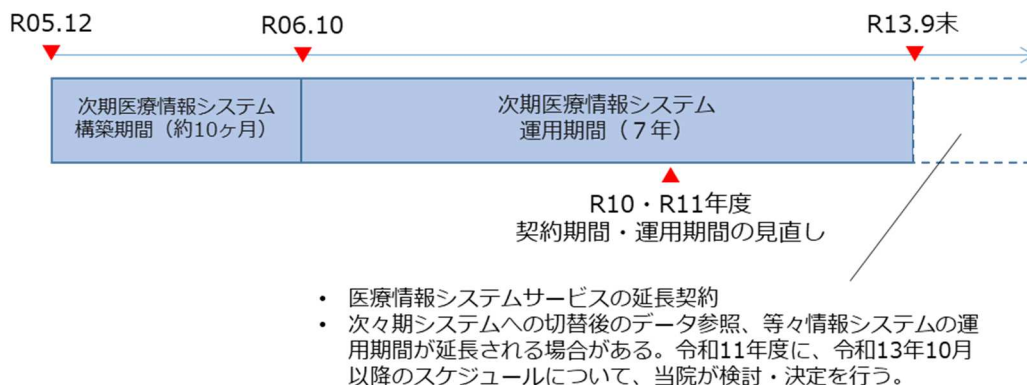 R05.12
R06.10
R13.9末
次期医療情報システム
構築期間（約10ヶ月）
次期医療情報システム
運用期間（７年）
R10・R11年度
契約期間・運用期間の見直し
• 医療情報システムサービスの延長契約
• 次々期システムへの切替後のデータ参照、等々情報システムの運
用期間が延長される場合がある。令和11年度に、令和13年10月
以降のスケジュールについて、当院が検討・決定を行う。